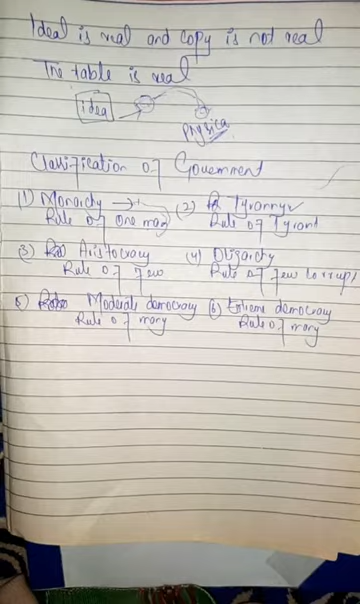 Ideal is real and copy is not real
The table is real
idea
Physica
Classification of Government
(1) Monarchy → (2) Tyranny
Rule of one man Rule of Tyrant
(3) Aristocracy (4) Oligarchy
Rule of few Rule of few corrupt
5) Moderate democracy (6) Extreme democracy
Rule of many Rule of many